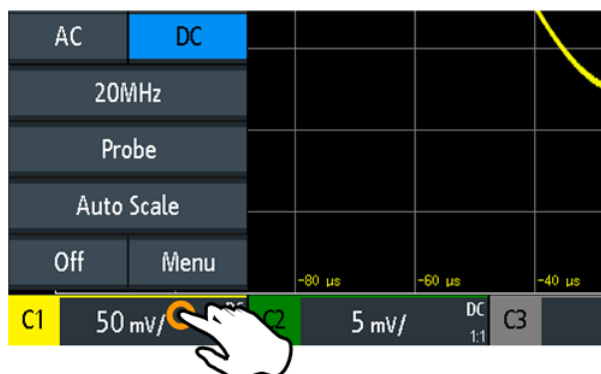 AC DC
20MHz
Probe
Auto Scale
Off Menu
-80 µs -60 µs -40 µs
C1 50 mV/ C2 5 mV/ DC C3
1:1